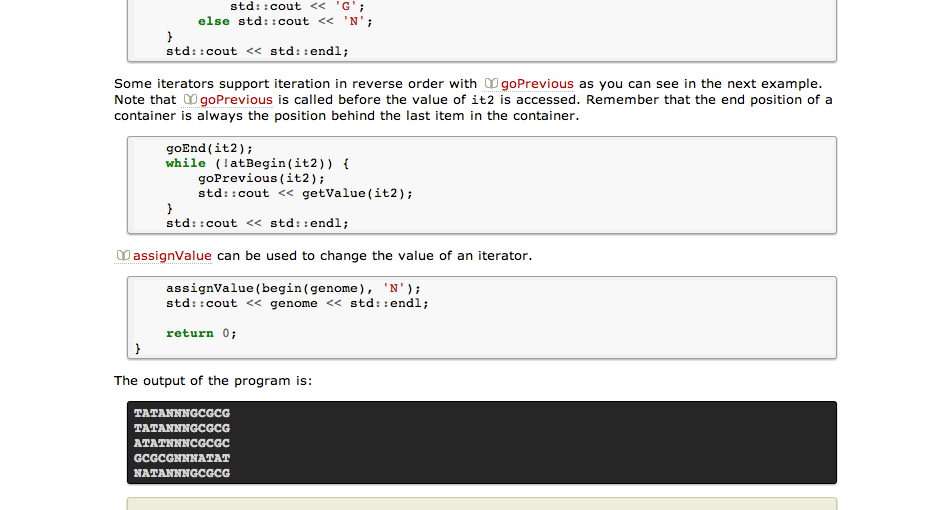 std::cout << 'G';
else std::cout << 'N';
}
std::cout << std::endl;
Some iterators support iteration in reverse order with goPrevious as you can see in the next example.
Note that goPrevious is called before the value of it2 is accessed. Remember that the end position of a
container is always the position behind the last item in the container.
goEnd(it2);
while (!atBegin(it2)) {
goPrevious(it2);
std::cout << getValue(it2);
}
std::cout << std::endl;
assignValue can be used to change the value of an iterator.
assignValue(begin(genome), 'N');
std::cout << genome << std::endl;
return 0;
}
The output of the program is:
TATANNNGCGCG
TATANNNGCGCG
ATATNNNCGCGC
GCGCGNNNATAT
NATANNNGCGCG